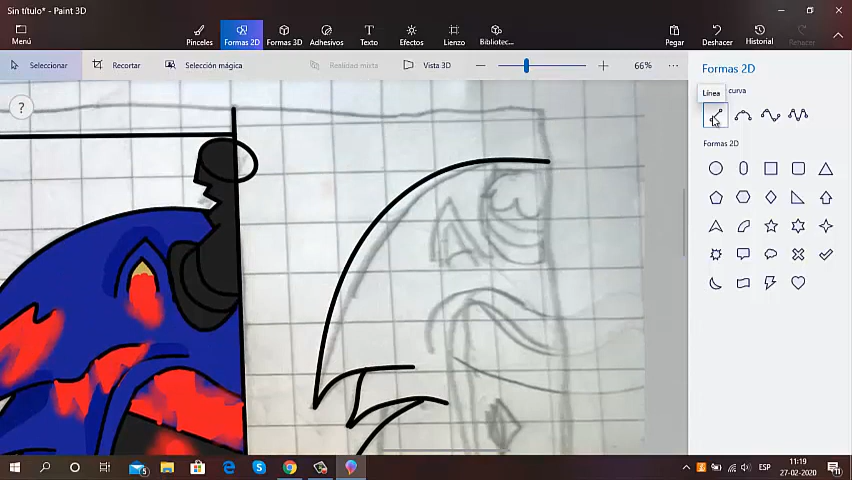 Sin título* - Paint 3D
Menú
Pinceles
Formas 2D
Formas 3D
Adhesivos
Texto
Efectos
Lienzo
Bibliotec...
Pegar
Deshacer
Historial
Rehacer
Seleccionar
Recortar
Selección mágica
Realidad mixta
Vista 3D
66%
Formas 2D
Línea
curva
Formas 2D
?
5
ESP
11:19
27-02-2020
11